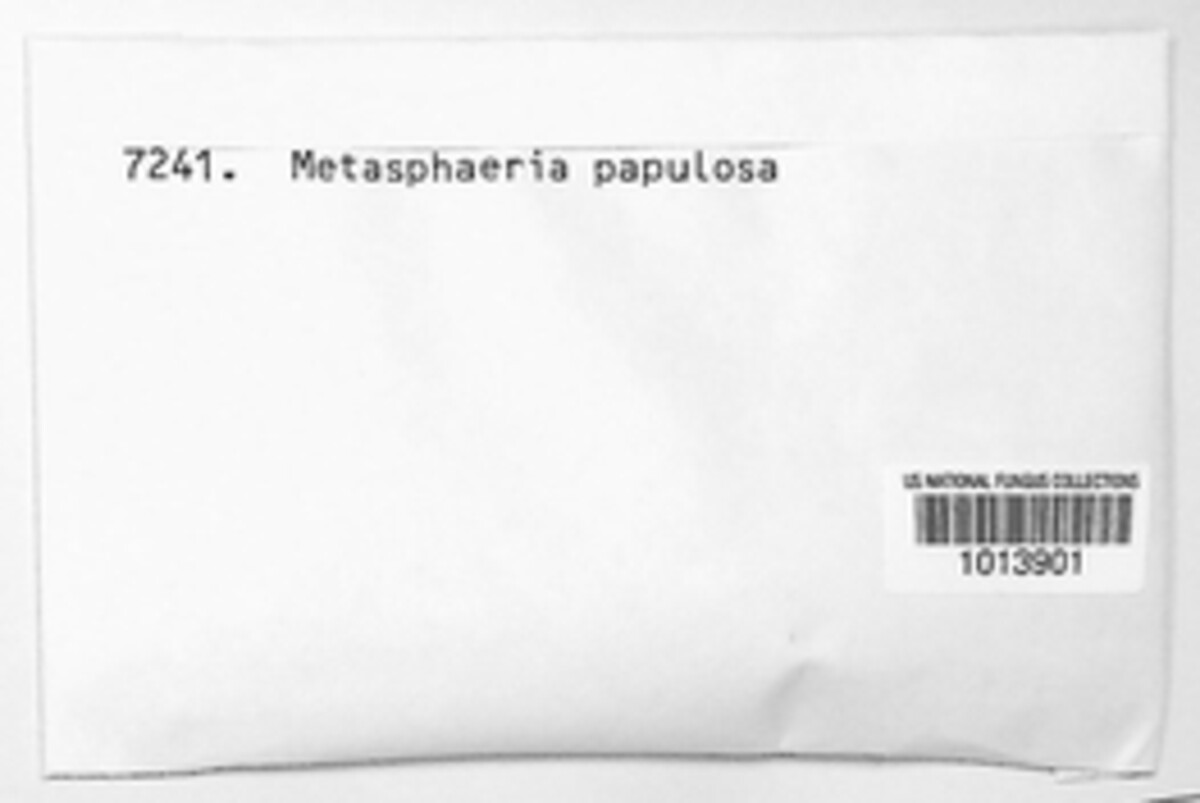 7241. Metasphaeria papulosa
US NATIONAL FUNGUS COLLECTIONS
1013901